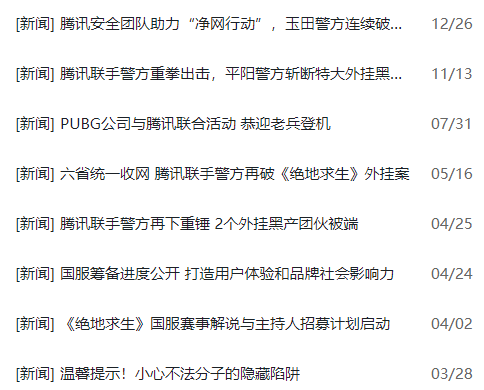 [新闻] 腾讯安全团队助力“净网行动”，玉田警方连续破... 12/26
[新闻] 腾讯联手警方重拳出击，平阳警方斩断特大外挂黑... 11/13
[新闻] PUBG公司与腾讯联合活动 恭迎老兵登机 07/31
[新闻] 六省统一收网 腾讯联手警方再破《绝地求生》外挂案 05/16
[新闻] 腾讯联手警方再下重锤 2个外挂黑产团伙被端 04/25
[新闻] 国服筹备进度公开 打造用户体验和品牌社会影响力 04/24
[新闻] 《绝地求生》国服赛事解说与主持人招募计划启动 04/02
[新闻] 温馨提示！小心不法分子的隐藏陷阱 03/28